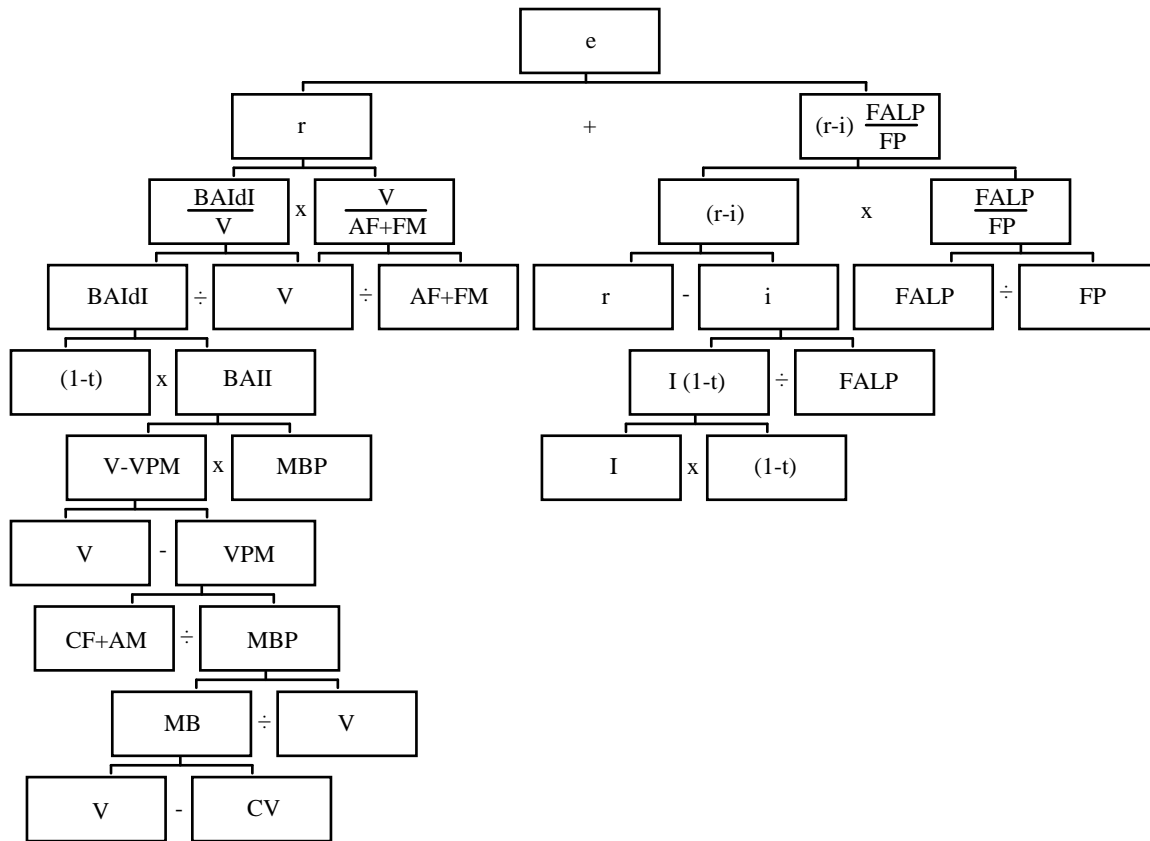 e
r + (r-i) FALP
FP
BAIdI x V (r-i) x FALP
V AF+FM FP
BAIdI ÷ V ÷ AF+FM r - i FALP ÷ FP
(1-t) x BAII I (1-t) ÷ FALP
V-VPM x MBP I x (1-t)
V - VPM
CF+AM ÷ MBP
MB ÷ V
V - CV